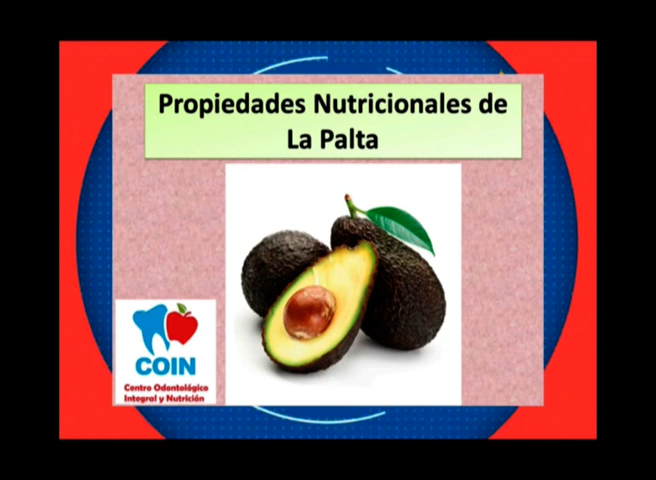 Propiedades Nutricionales de
La Palta
COIN
Centro Odontológico
Integral y Nutrición